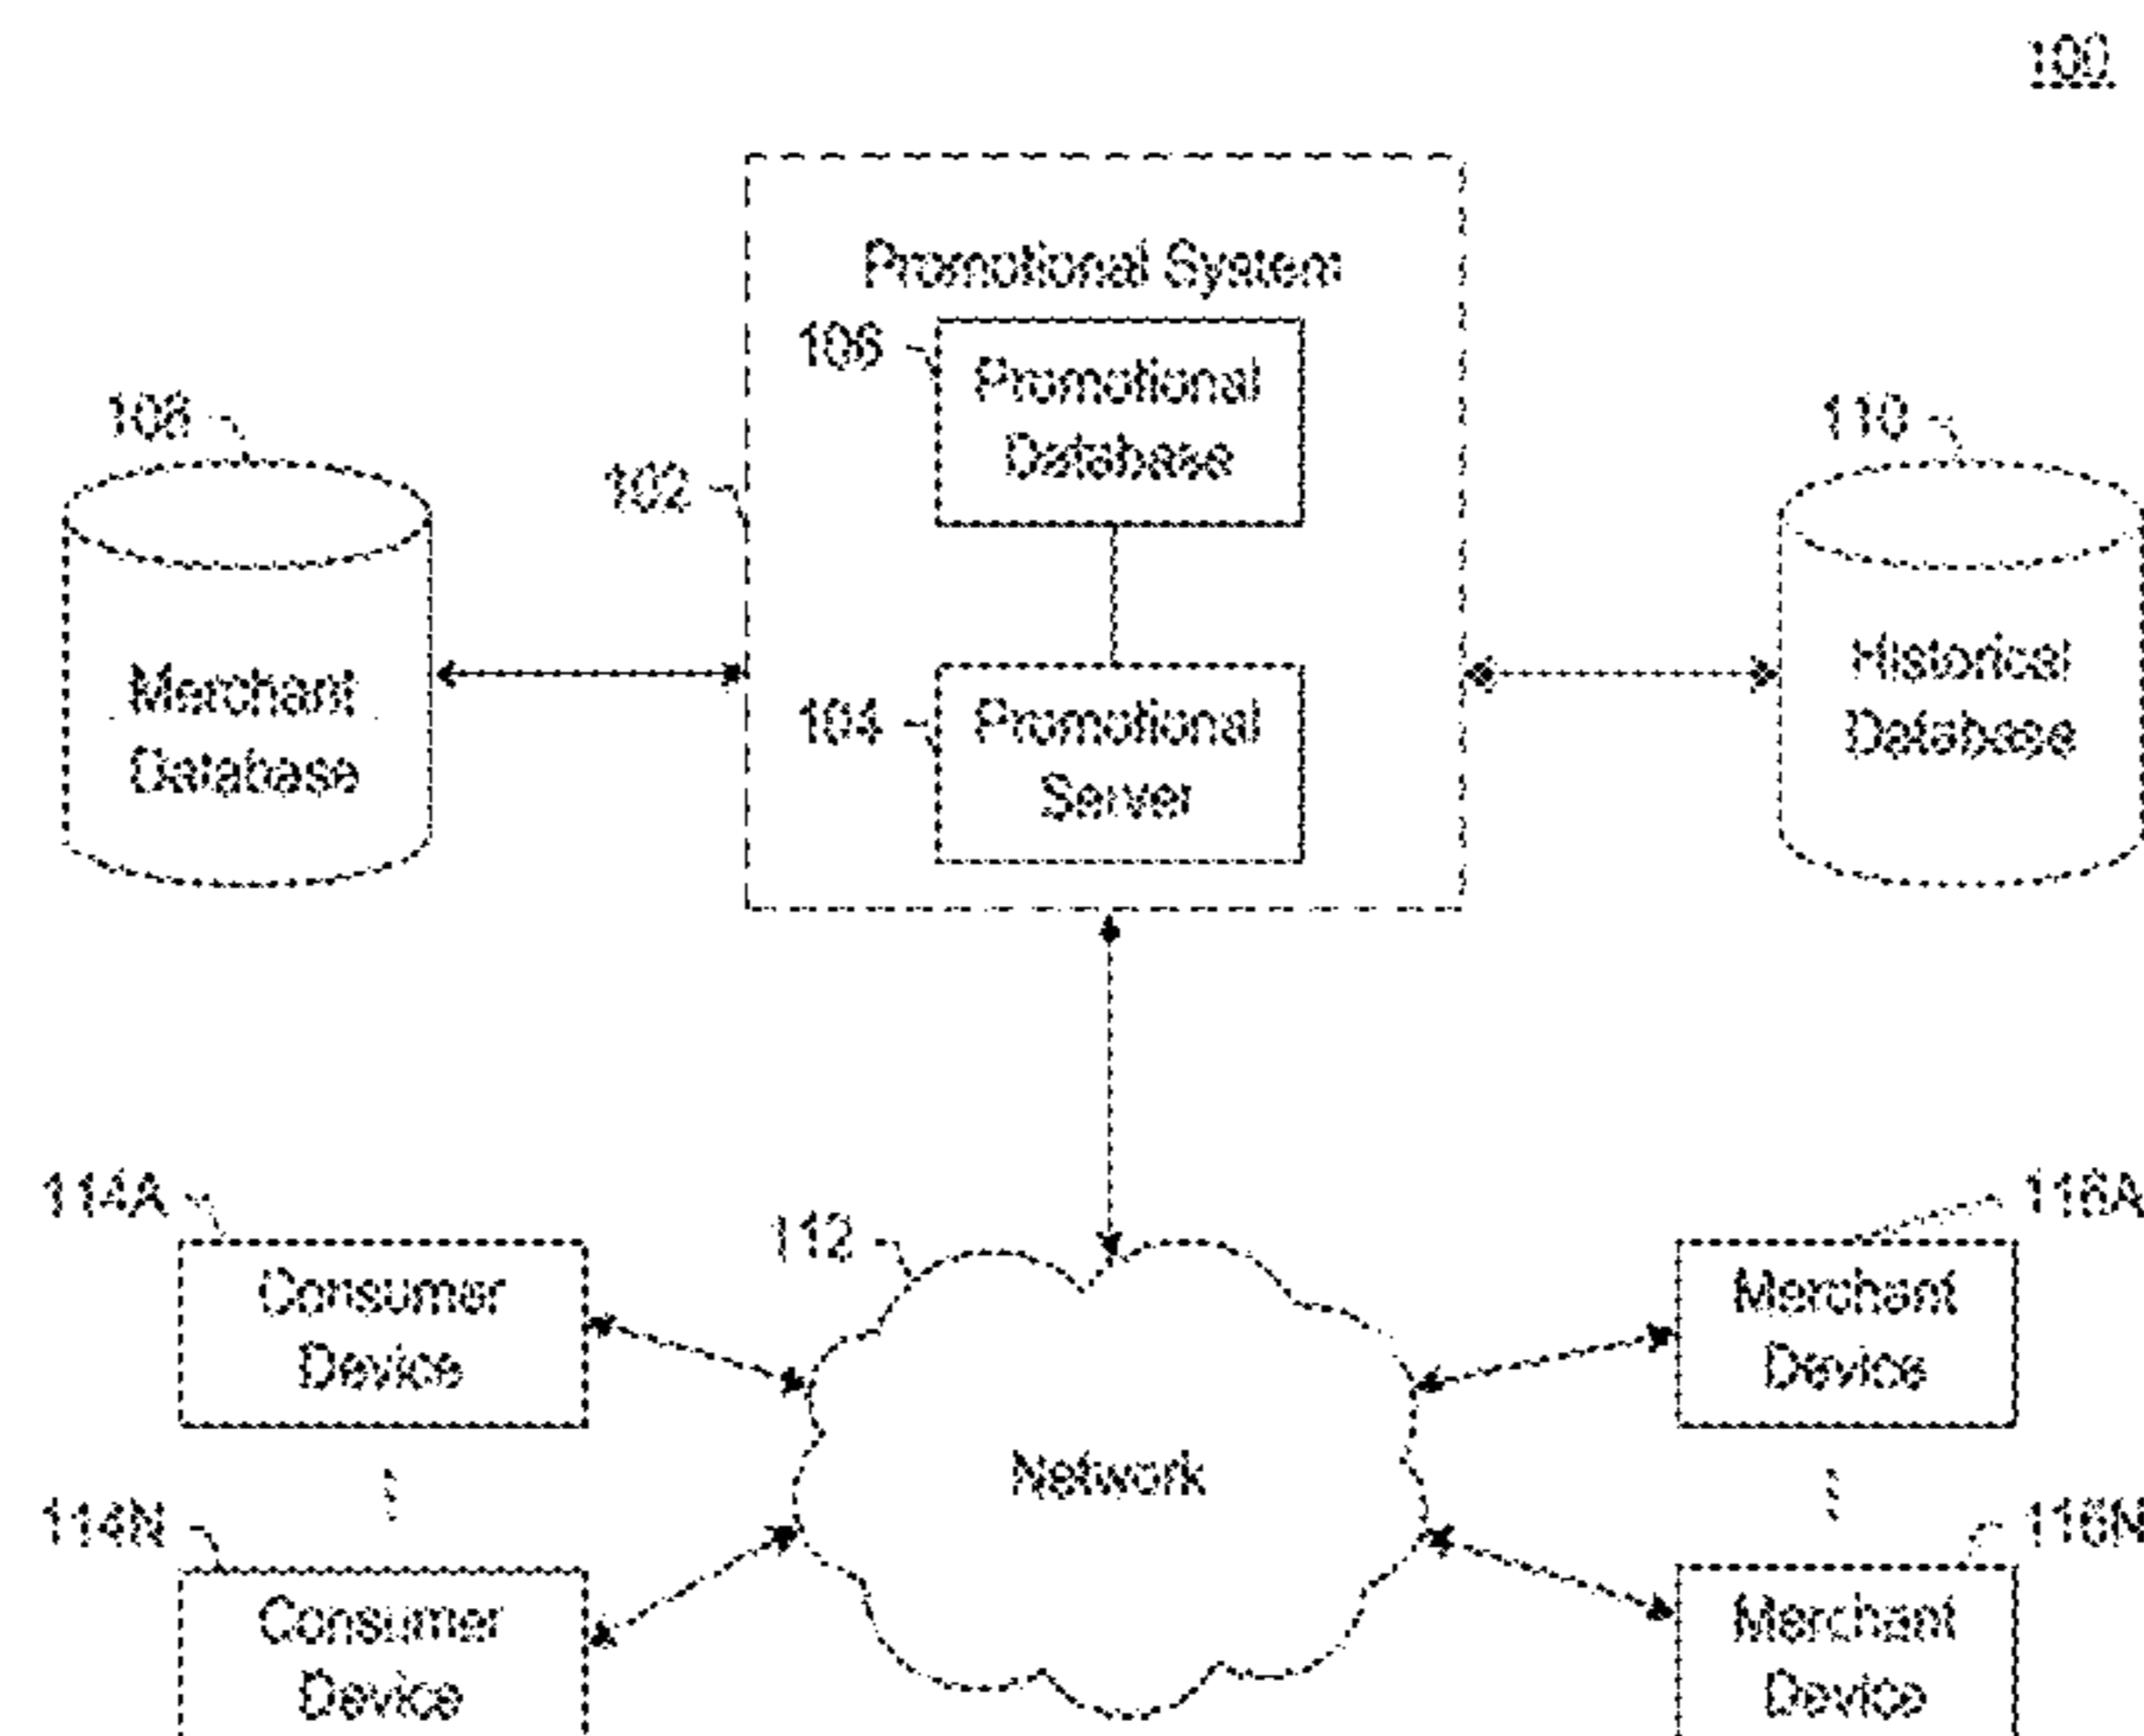 100
Promotional System
106
Promotional
Database
108
110
102
Merchant
Database
Historical
Database
104
Promotional
Server
114A
116A
112
Consumer
Device
Merchant
Device
Network
114N
116N
Consumer
Device
Merchant
Device